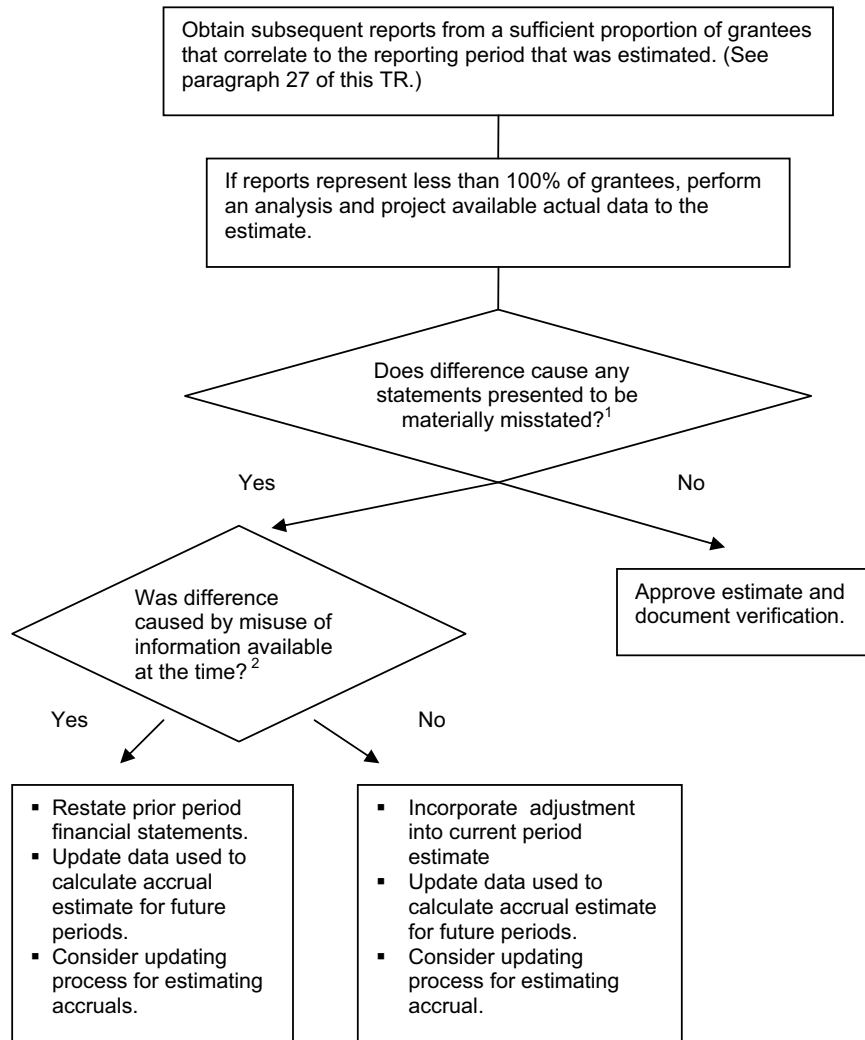 Obtain subsequent reports from a sufficient proportion of grantees
that correlate to the reporting period that was estimated. (See
paragraph 27 of this TR.)
If reports represent less than 100% of grantees, perform
an analysis and project available actual data to the
estimate.
Does difference cause any
statements presented to be
materially misstated?¹
Yes
No
Was difference
caused by misuse of
information available
at the time? ²
Approve estimate and
document verification.
Yes
No
▪ Restate prior period
financial statements.
▪ Update data used to
calculate accrual
estimate for future
periods.
▪ Consider updating
process for estimating
accruals.
▪ Incorporate adjustment
into current period
estimate
▪ Update data used to
calculate accrual estimate
for future periods.
▪ Consider updating
process for estimating
accrual.